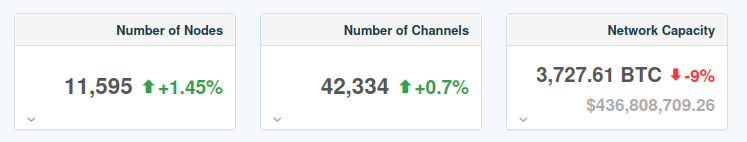 Number of Nodes
11,595 +1.45%
Number of Channels
42,334 +0.7%
Network Capacity
3,727.61 BTC -9%
$436,808,709.26